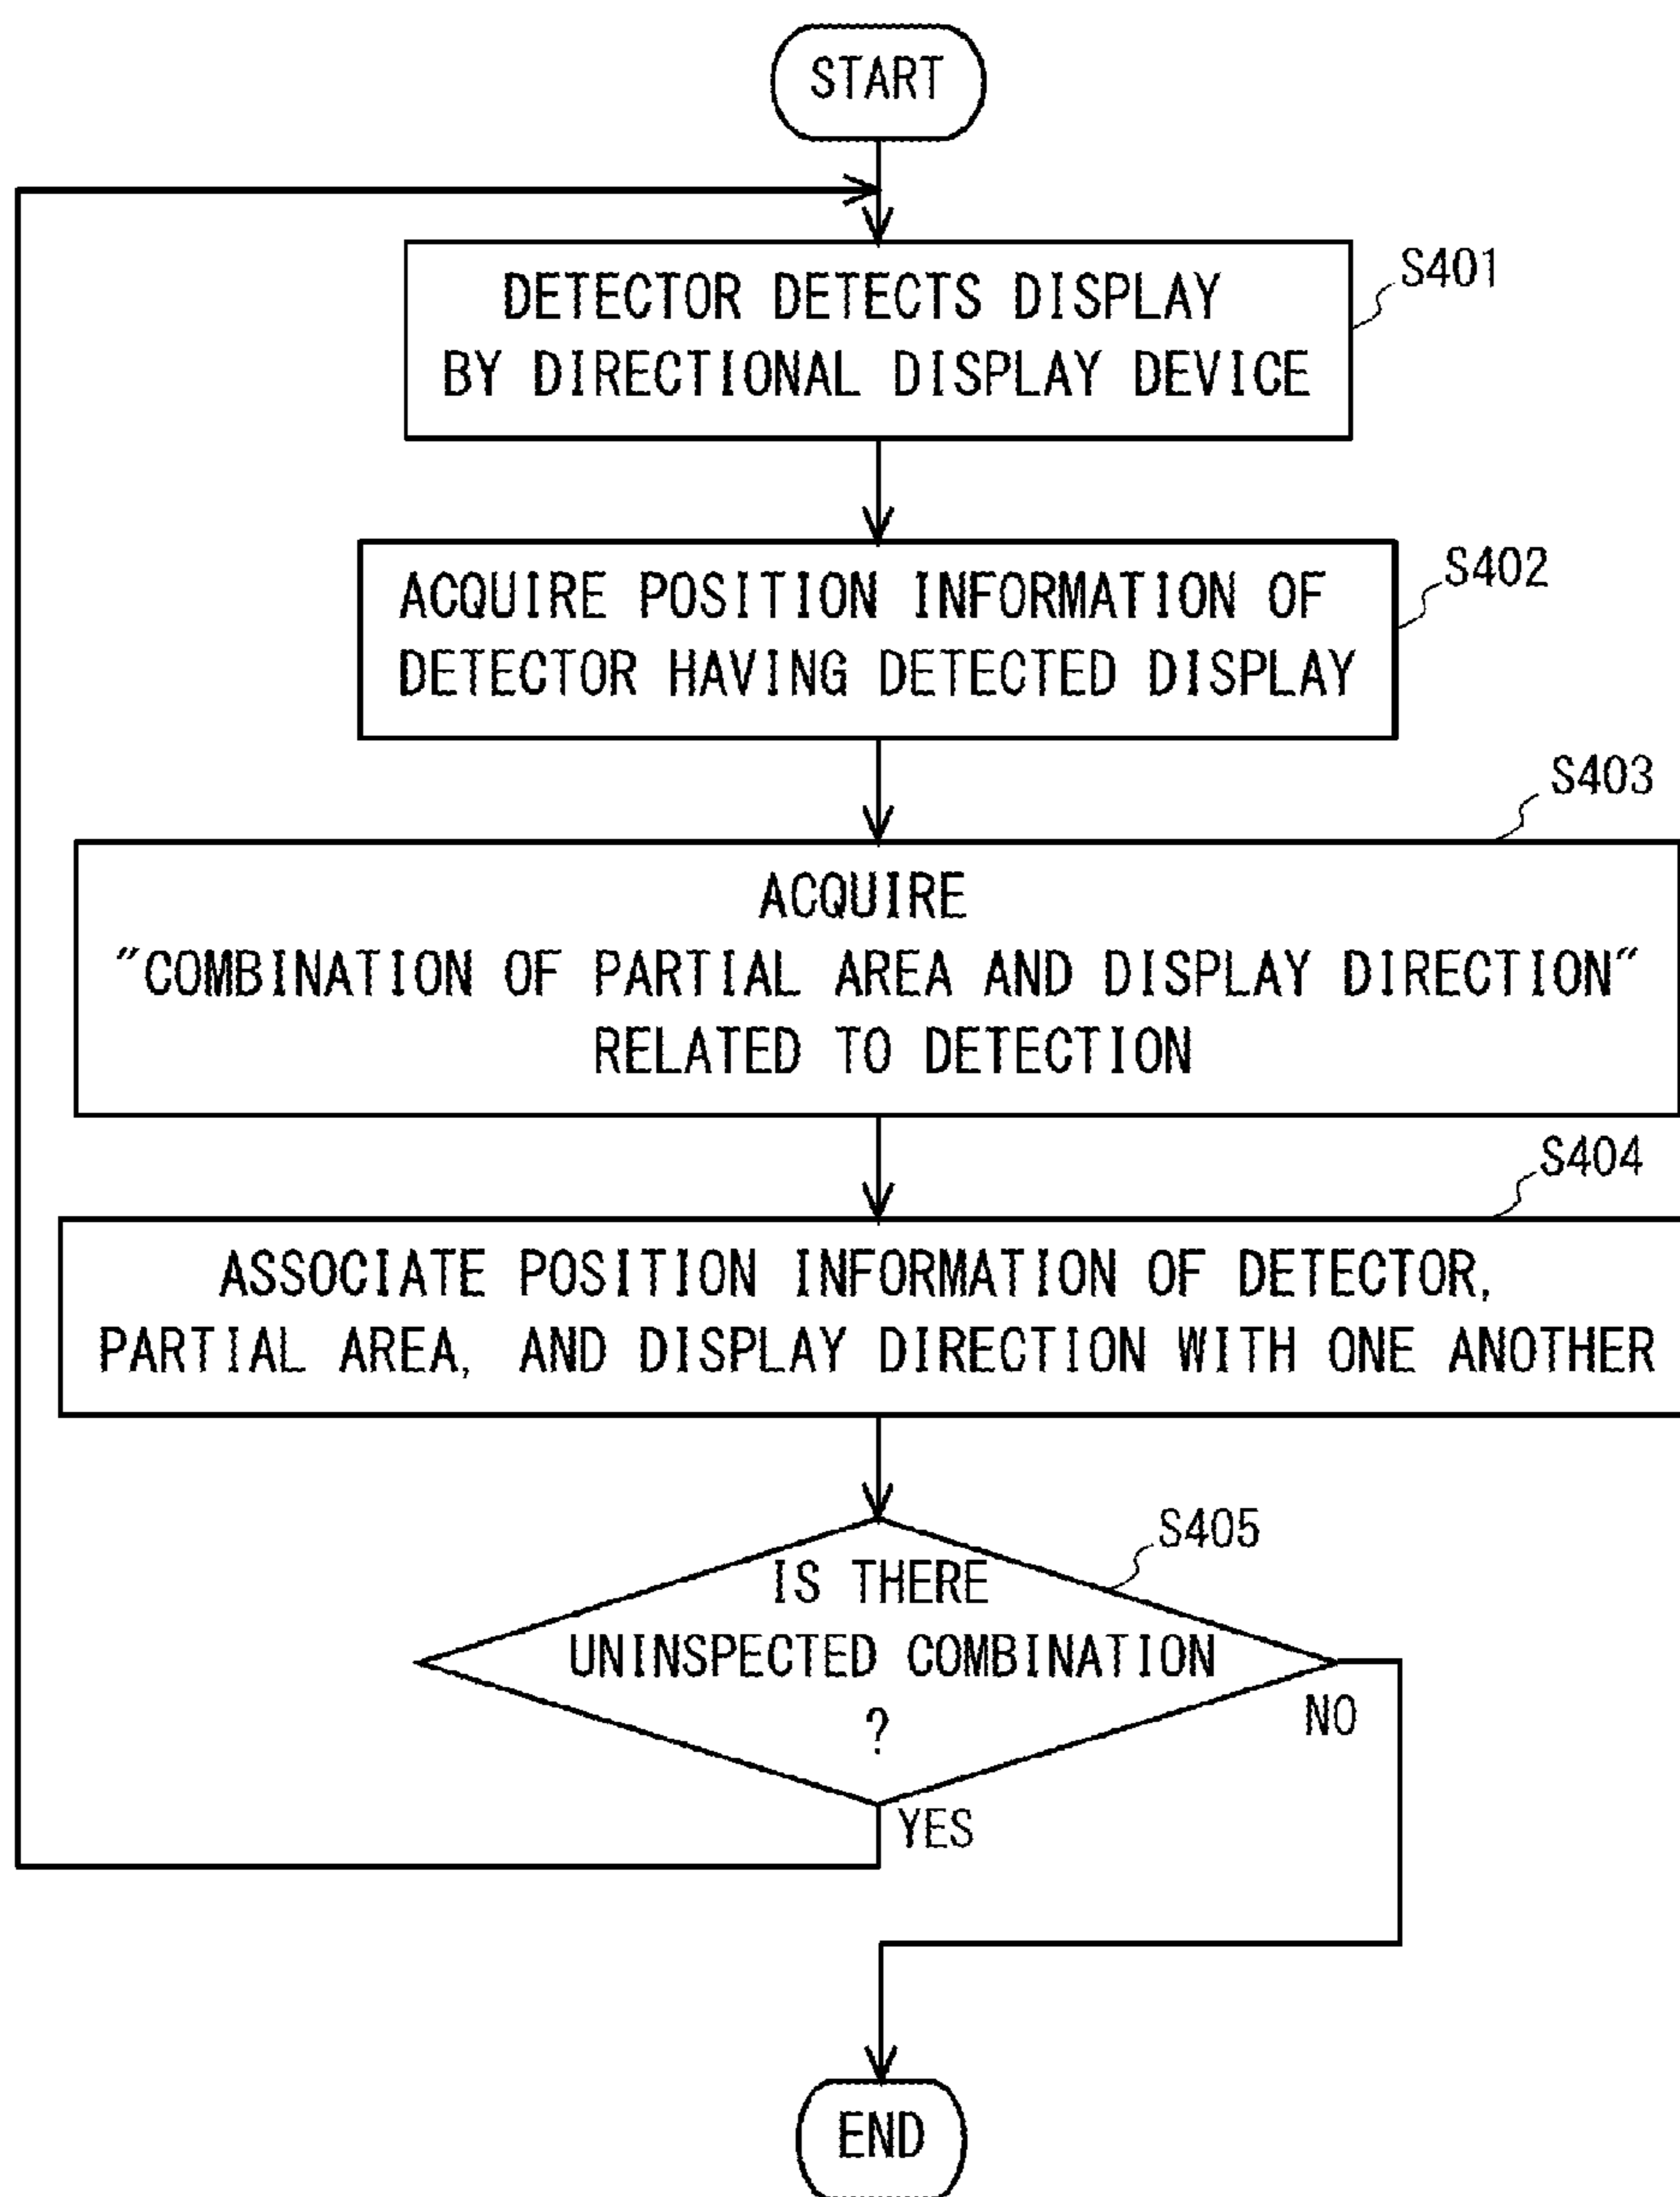 START
DETECTOR DETECTS DISPLAY
BY DIRECTIONAL DISPLAY DEVICE
S401
ACQUIRE POSITION INFORMATION OF
DETECTOR HAVING DETECTED DISPLAY
S402
S403
ACQUIRE
"COMBINATION OF PARTIAL AREA AND DISPLAY DIRECTION"
RELATED TO DETECTION
S404
ASSOCIATE POSITION INFORMATION OF DETECTOR,
PARTIAL AREA, AND DISPLAY DIRECTION WITH ONE ANOTHER
S405
IS THERE
UNINSPECTED COMBINATION
?
NO
YES
END